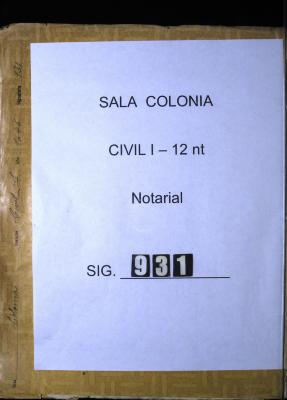 SALA COLONIA
CIVIL I – 12 nt
Notarial
SIG. 931